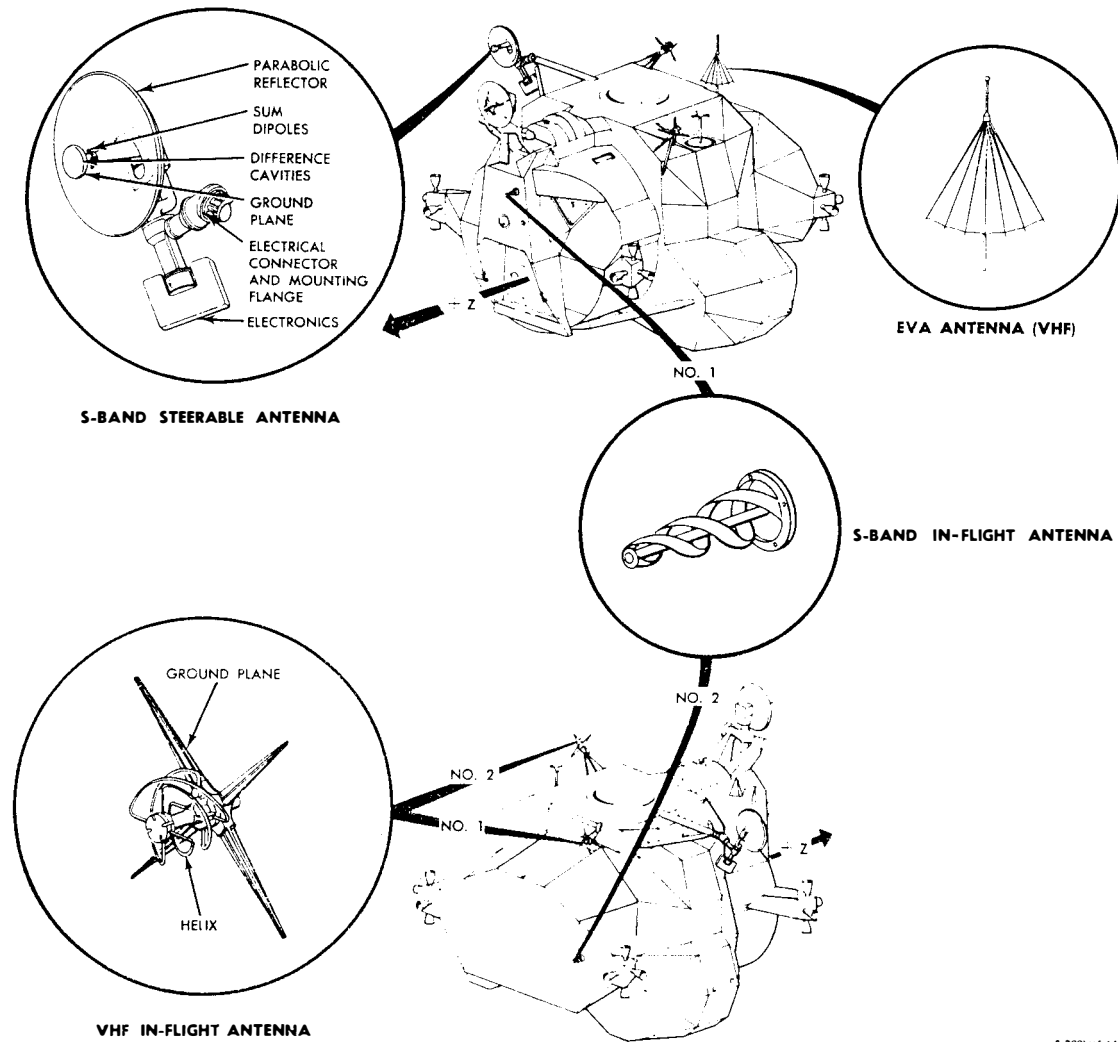 PARABOLIC
REFLECTOR
SUM
DIPOLES
DIFFERENCE
CAVITIES
GROUND
PLANE
ELECTRICAL
CONNECTOR
AND MOUNTING
FLANGE
ELECTRONICS
S-BAND STEERABLE ANTENNA
+ Z
EVA ANTENNA (VHF)
NO. 1
S-BAND IN-FLIGHT ANTENNA
NO. 2
GROUND PLANE
NO. 2
NO. 1
HELIX
+ Z
VHF IN-FLIGHT ANTENNA